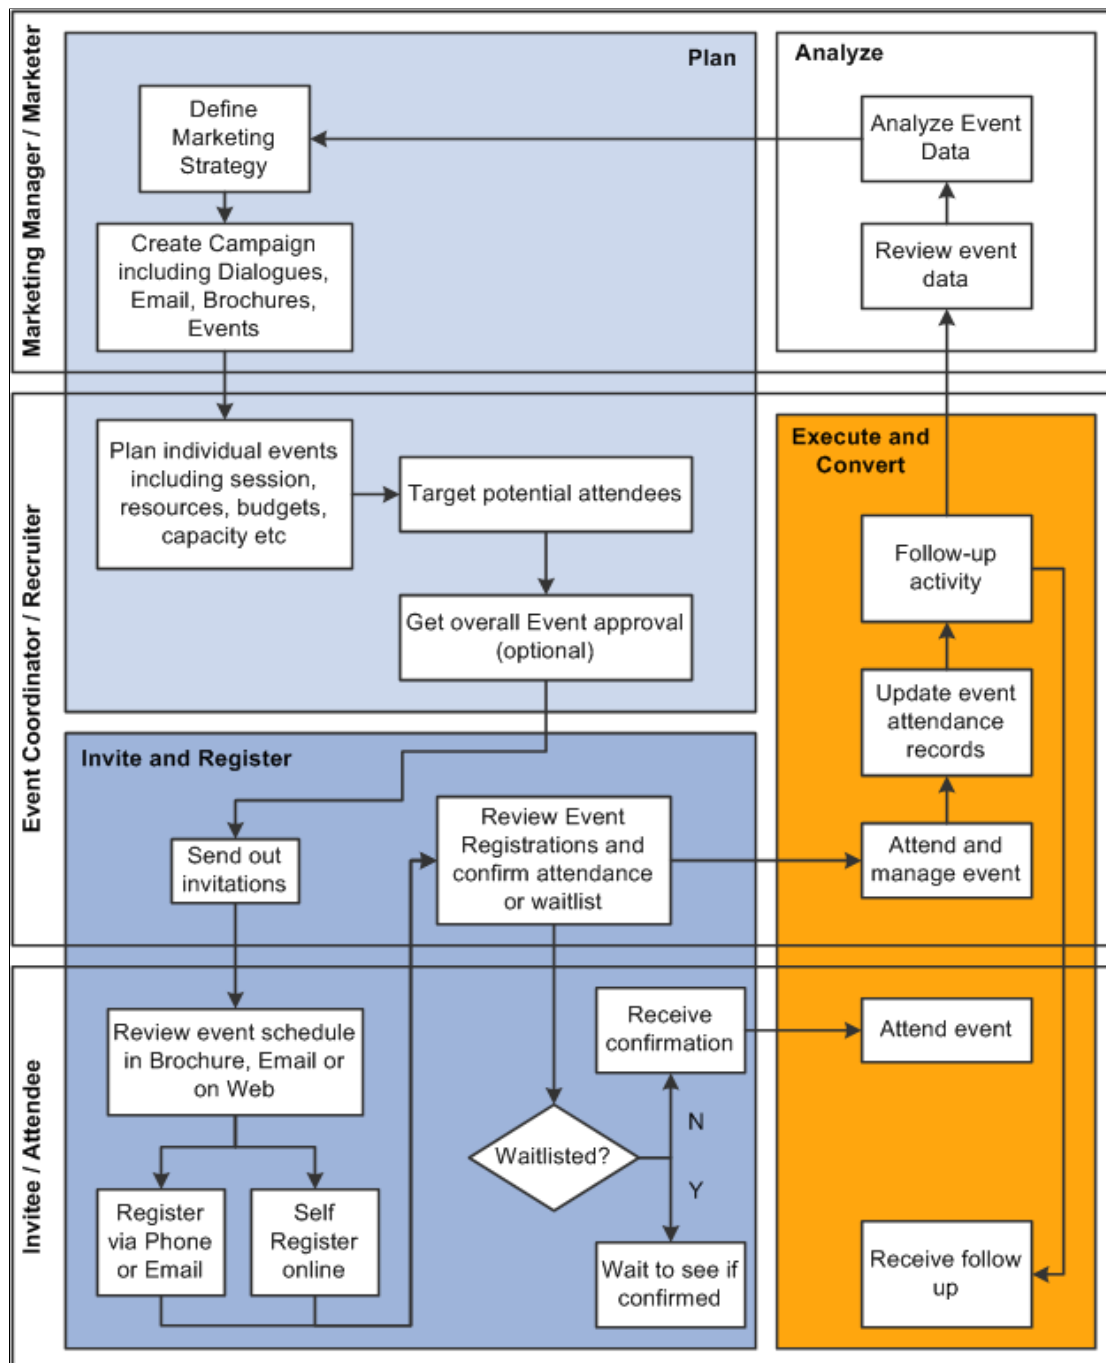 Marketing Manager / Marketer
Plan
Define
Marketing
Strategy
Create Campaign
including Dialogues,
Email, Brochures,
Events
Analyze
Analyze Event
Data
Review event
data
Event Coordinator / Recruiter
Plan individual events
including session,
resources, budgets,
capacity etc
Target potential attendees
Get overall Event approval
(optional)
Execute and
Convert
Follow-up
activity
Update event
attendance
records
Attend and
manage event
Invite and Register
Send out
invitations
Review Event
Registrations and
confirm attendance
or waitlist
Invitee / Attendee
Review event schedule
in Brochure, Email or
on Web
Register
via Phone
or Email
Self
Register
online
Waitlisted?
N
Y
Receive
confirmation
Wait to see if
confirmed
Attend event
Receive follow
up